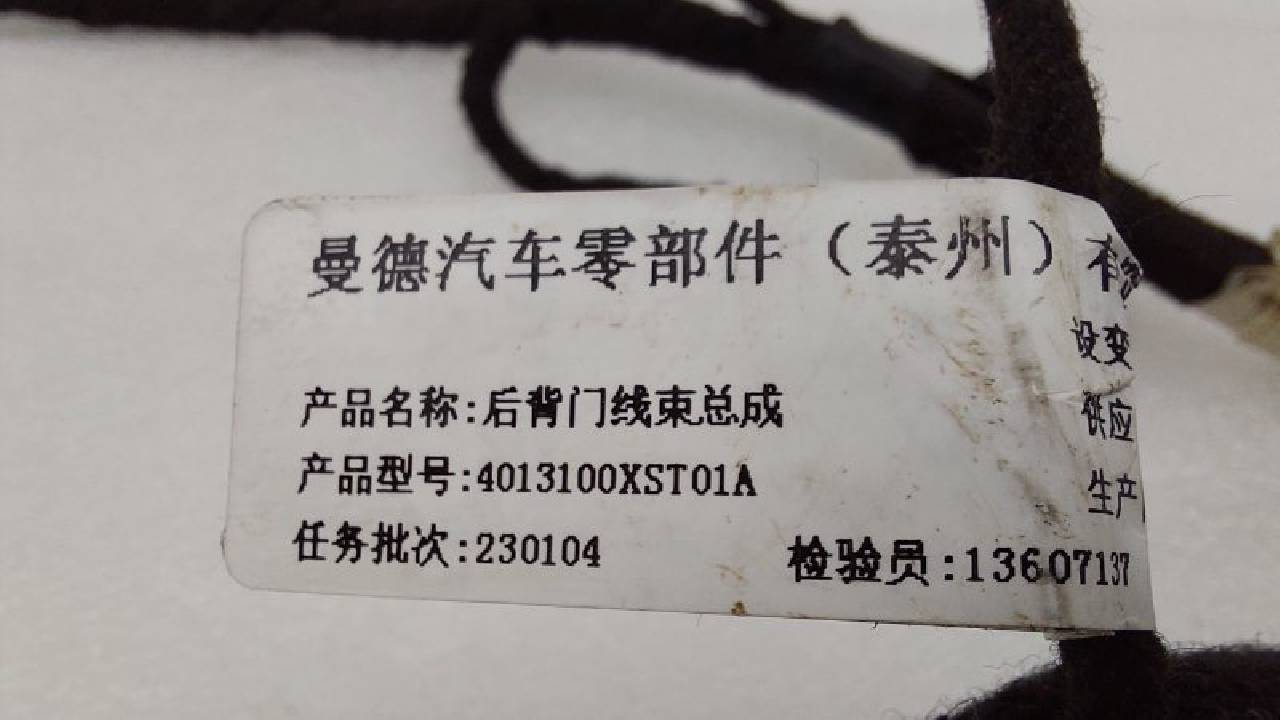 曼德汽车零部件（泰州）有
设变
产品名称:后背门线束总成
供应
产品型号:4013100XST01A
生产
任务批次:230104
检验员:13607137